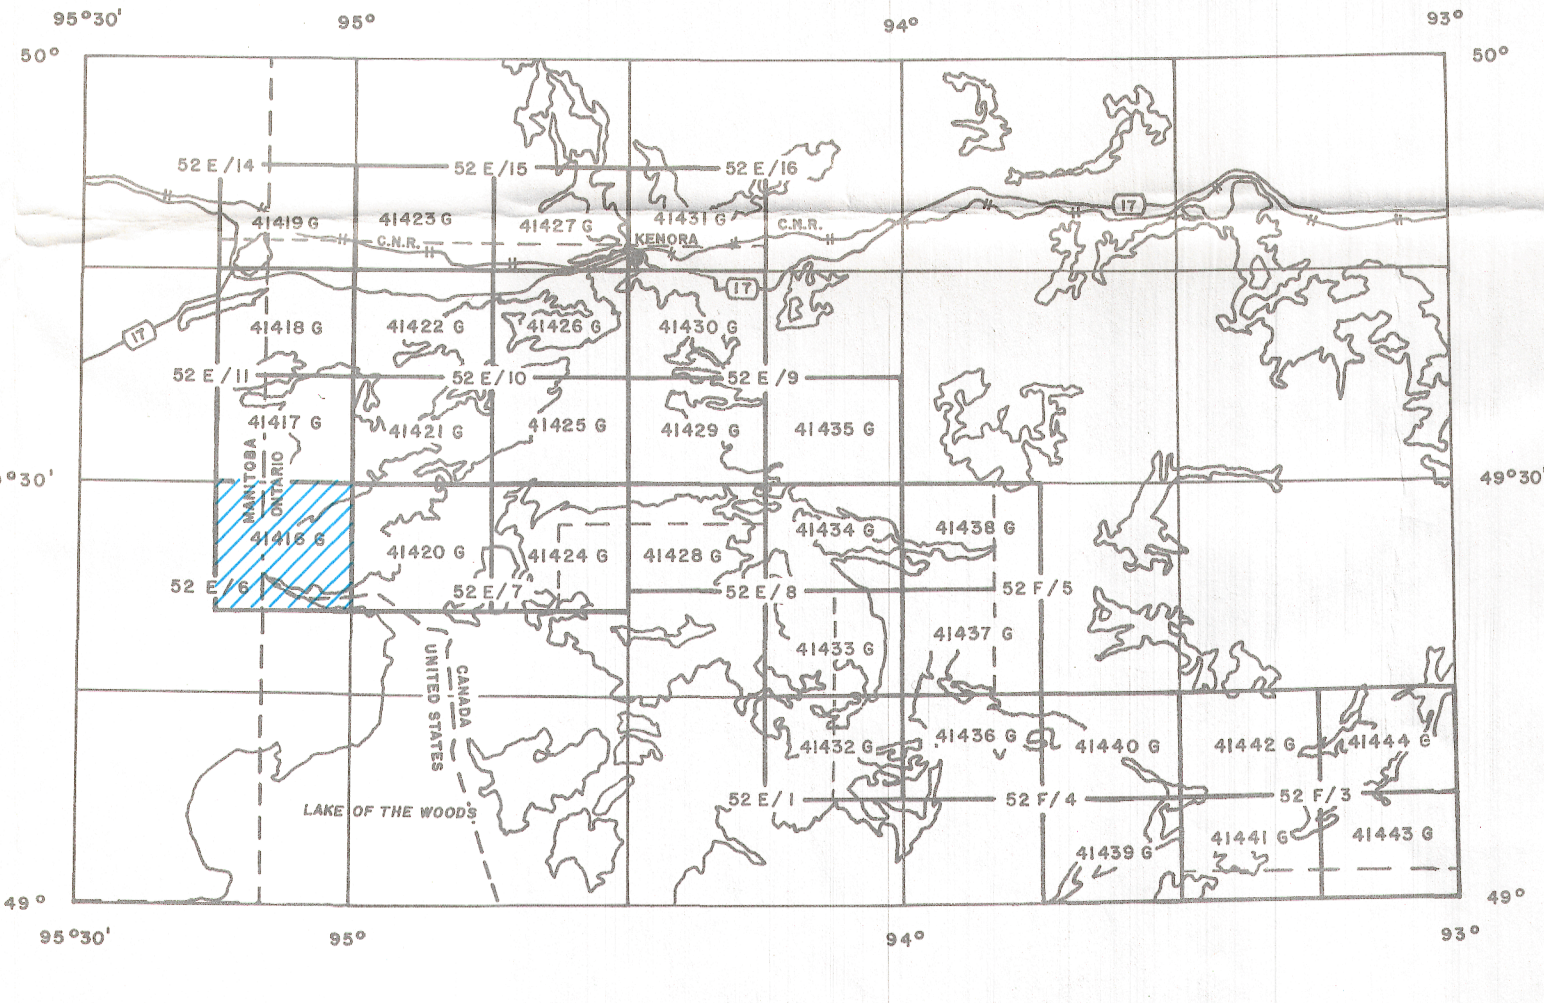 95°30' 95° 94° 93°
50° 50°
52 E/14 52 E/15 52 E/16
17
41419 G 41423 G 41427 G 41431 G
C.N.R. KENORA C.N.R.
17
41418 G 41422 G 41426 G 41430 G
17
52 E/11 52 E/10 52 E/9
41417 G 41421 G 41425 G 41429 G 41435 G
MANITOBA
ONTARIO
°30' 49°30'
41416 G 41420 G 41424 G 41428 G 41434 G 41438 G
52 E/6 52 E/7 52 E/8 52 F/5
41433 G 41437 G
CANADA
UNITED STATES
41432 G 41436 G 41440 G 41442 G 41444 G
52 E/1 52 F/4 52 F/3
LAKE OF THE WOODS
41439 G 41441 G 41443 G
49° 49°
95°30' 95° 94° 93°